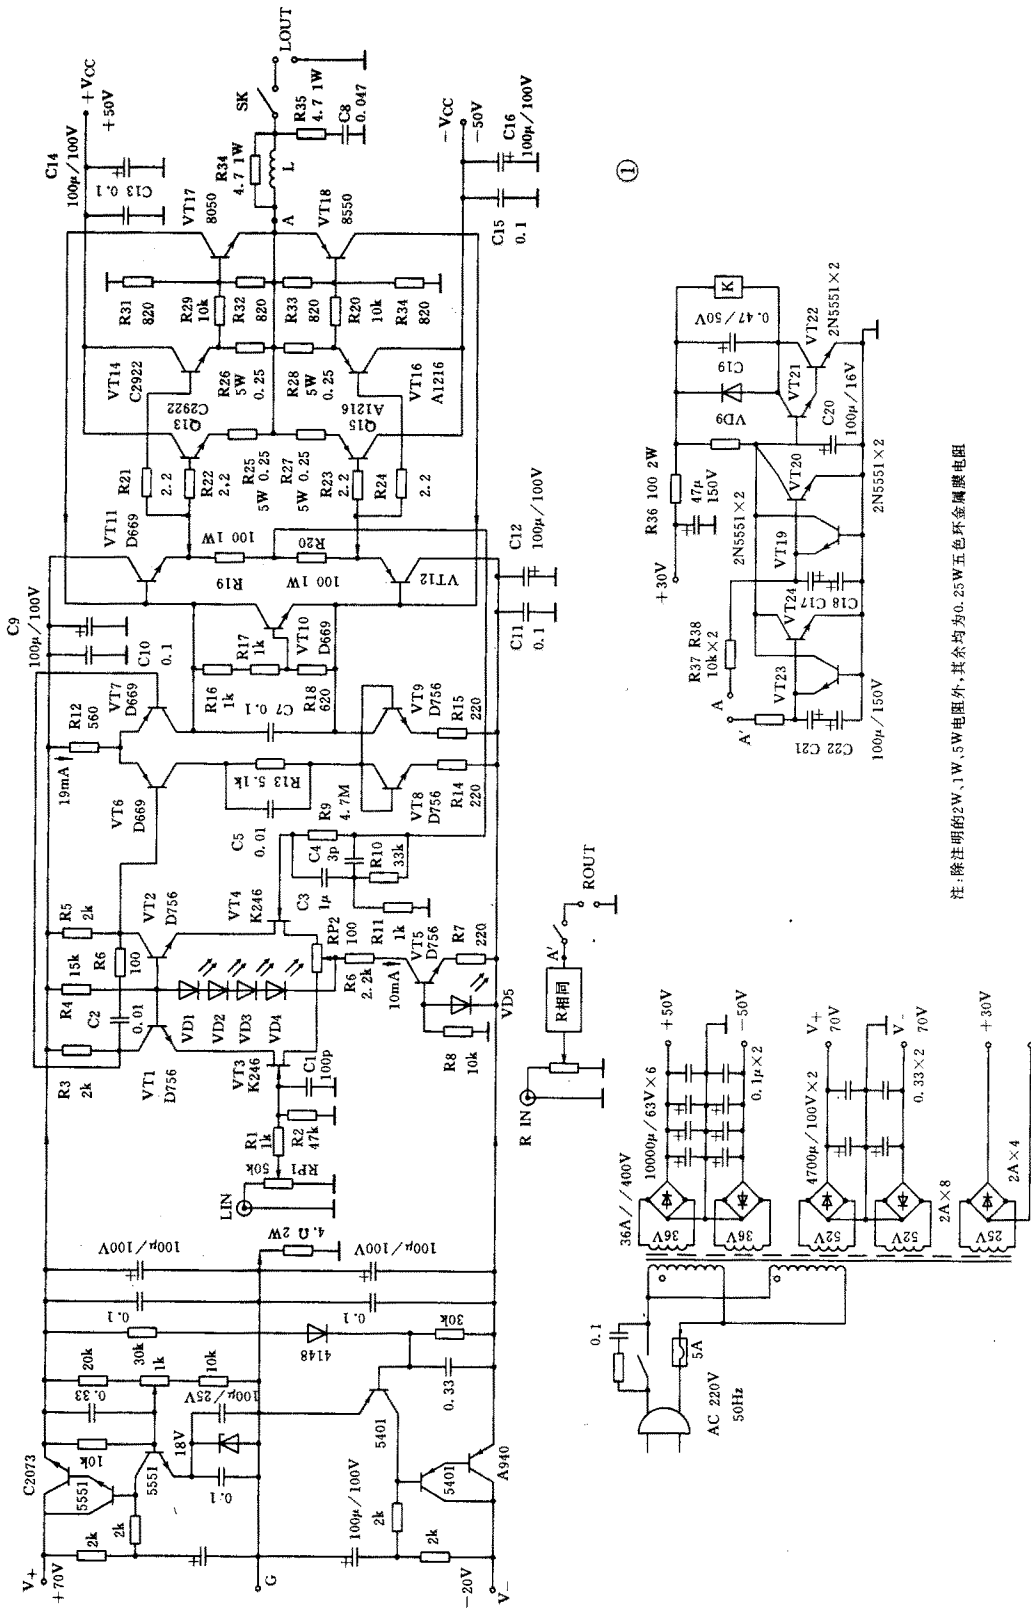 V+
+70V
2k
2k
5551
C2073
10k
5551
0.33
20k
30k
1k
10k
18V
0.1
100μ/25V
G
100μ/100V
2k
2k
5401
5401
A940
0.33
4148
30k
-20V
V-
0.1
0.1
100μ/100V
100μ/100V
4.Ω 2W
LIN
RP1
50k
R1
1k
R2
47k
C1
100p
VT3
K246
R3
2k
R4
15k
R5
2k
C2
0.01
R6
100
VT1
D756
VT2
D756
VD1
VD2
VD3
VD4
VT4
K246
RP2
100
R6
2.2k
10mA
VT5
D756
R7
220
R8
10k
VD5
C3
1μ
C4
3p
R9
4.7M
R10
33k
R11
1k
C5
0.01
R13 5.1k
19mA
R12
560
VT6
D669
VT7
D669
VT8
D756
VT9
D756
R14
220
R15
220
C9
100μ/100V
C10
0.1
R16
1k
R17
1k
R18
620
C7 0.1
VT10
D669
VT11
D669
VT12
R19
100 1W
R20
100 1W
C11
0.1
C12
100μ/100V
R21
2.2
R22
2.2
R23
2.2
R24
2.2
Q13
C2922
VT14
C2922
Q15
A1216
VT16
A1216
R25
5W 0.25
R27
5W 0.25
R26
5W
0.25
R28
5W
0.25
R31
820
R29
10k
R32
820
R33
820
R20
10k
R34
820
VT17
8050
VT18
8550
C14
100μ/100V
C13 0.1
+VCC
+50V
A
L
R34
4.7 1W
SK
R35
4.7 1W
C8
0.047
LOUT
-VCC
-50V
C15
0.1
C16
100μ/100V
①
R IN
R相同
A'
ROUT
AC 220V
50Hz
0.1
5A
36V
36V
52V
52V
25V
36A//400V
10000μ/63V×6
+50V
-50V
0.1μ×2
4700μ/100V×2
V+
70V
V-
70V
0.33×2
2A×8
+30V
2A×4
+30V
R36 100 2W
47μ
150V
VD9
C19
0.47/50V
K
VT21
VT22
2N5551×2
C20
100μ/16V
VT20
VT19
2N5551×2
2N5551×2
A
A'
R37 R38
10k×2
VT24
VT23
C18 C17
C22 C21
100μ/150V
注:除注明的2W、1W、5W电阻外,其余均为0.25W五色环金属膜电阻